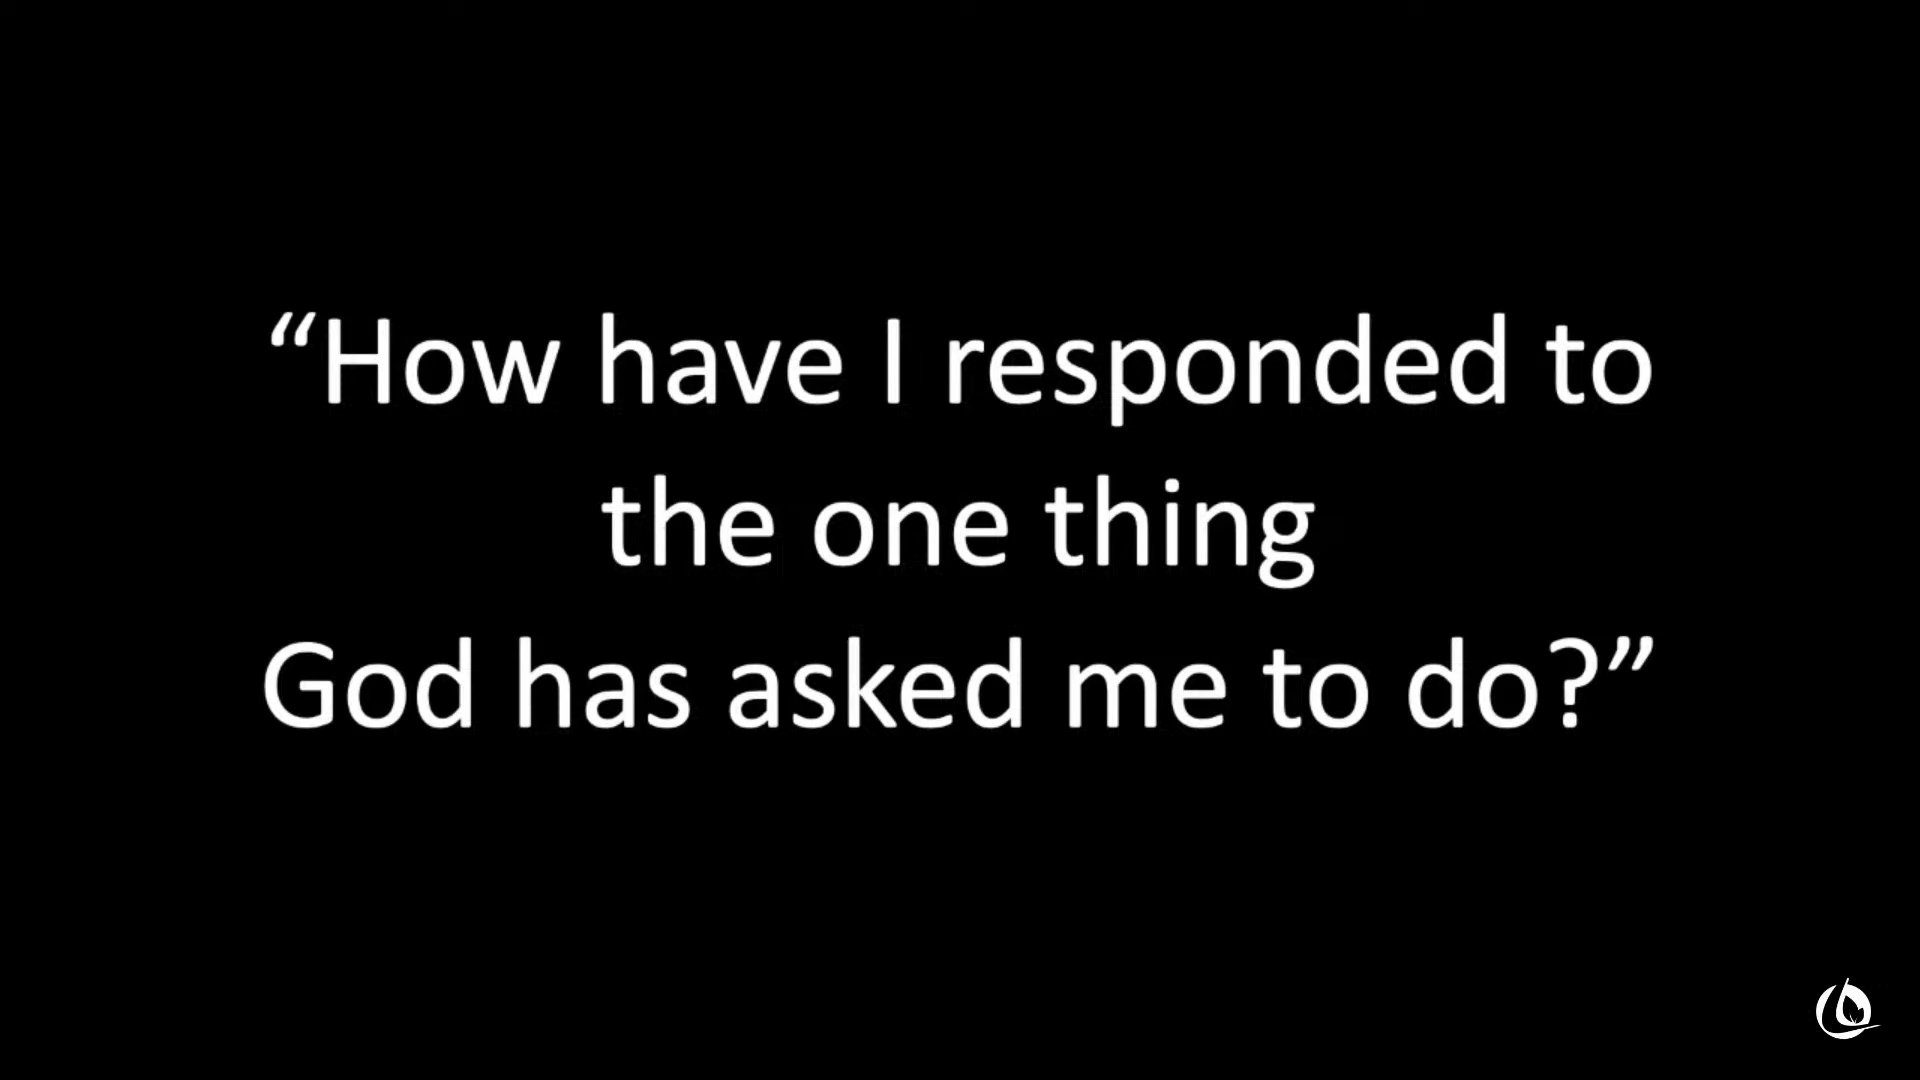 “How have I responded to
the one thing
God has asked me to do?”